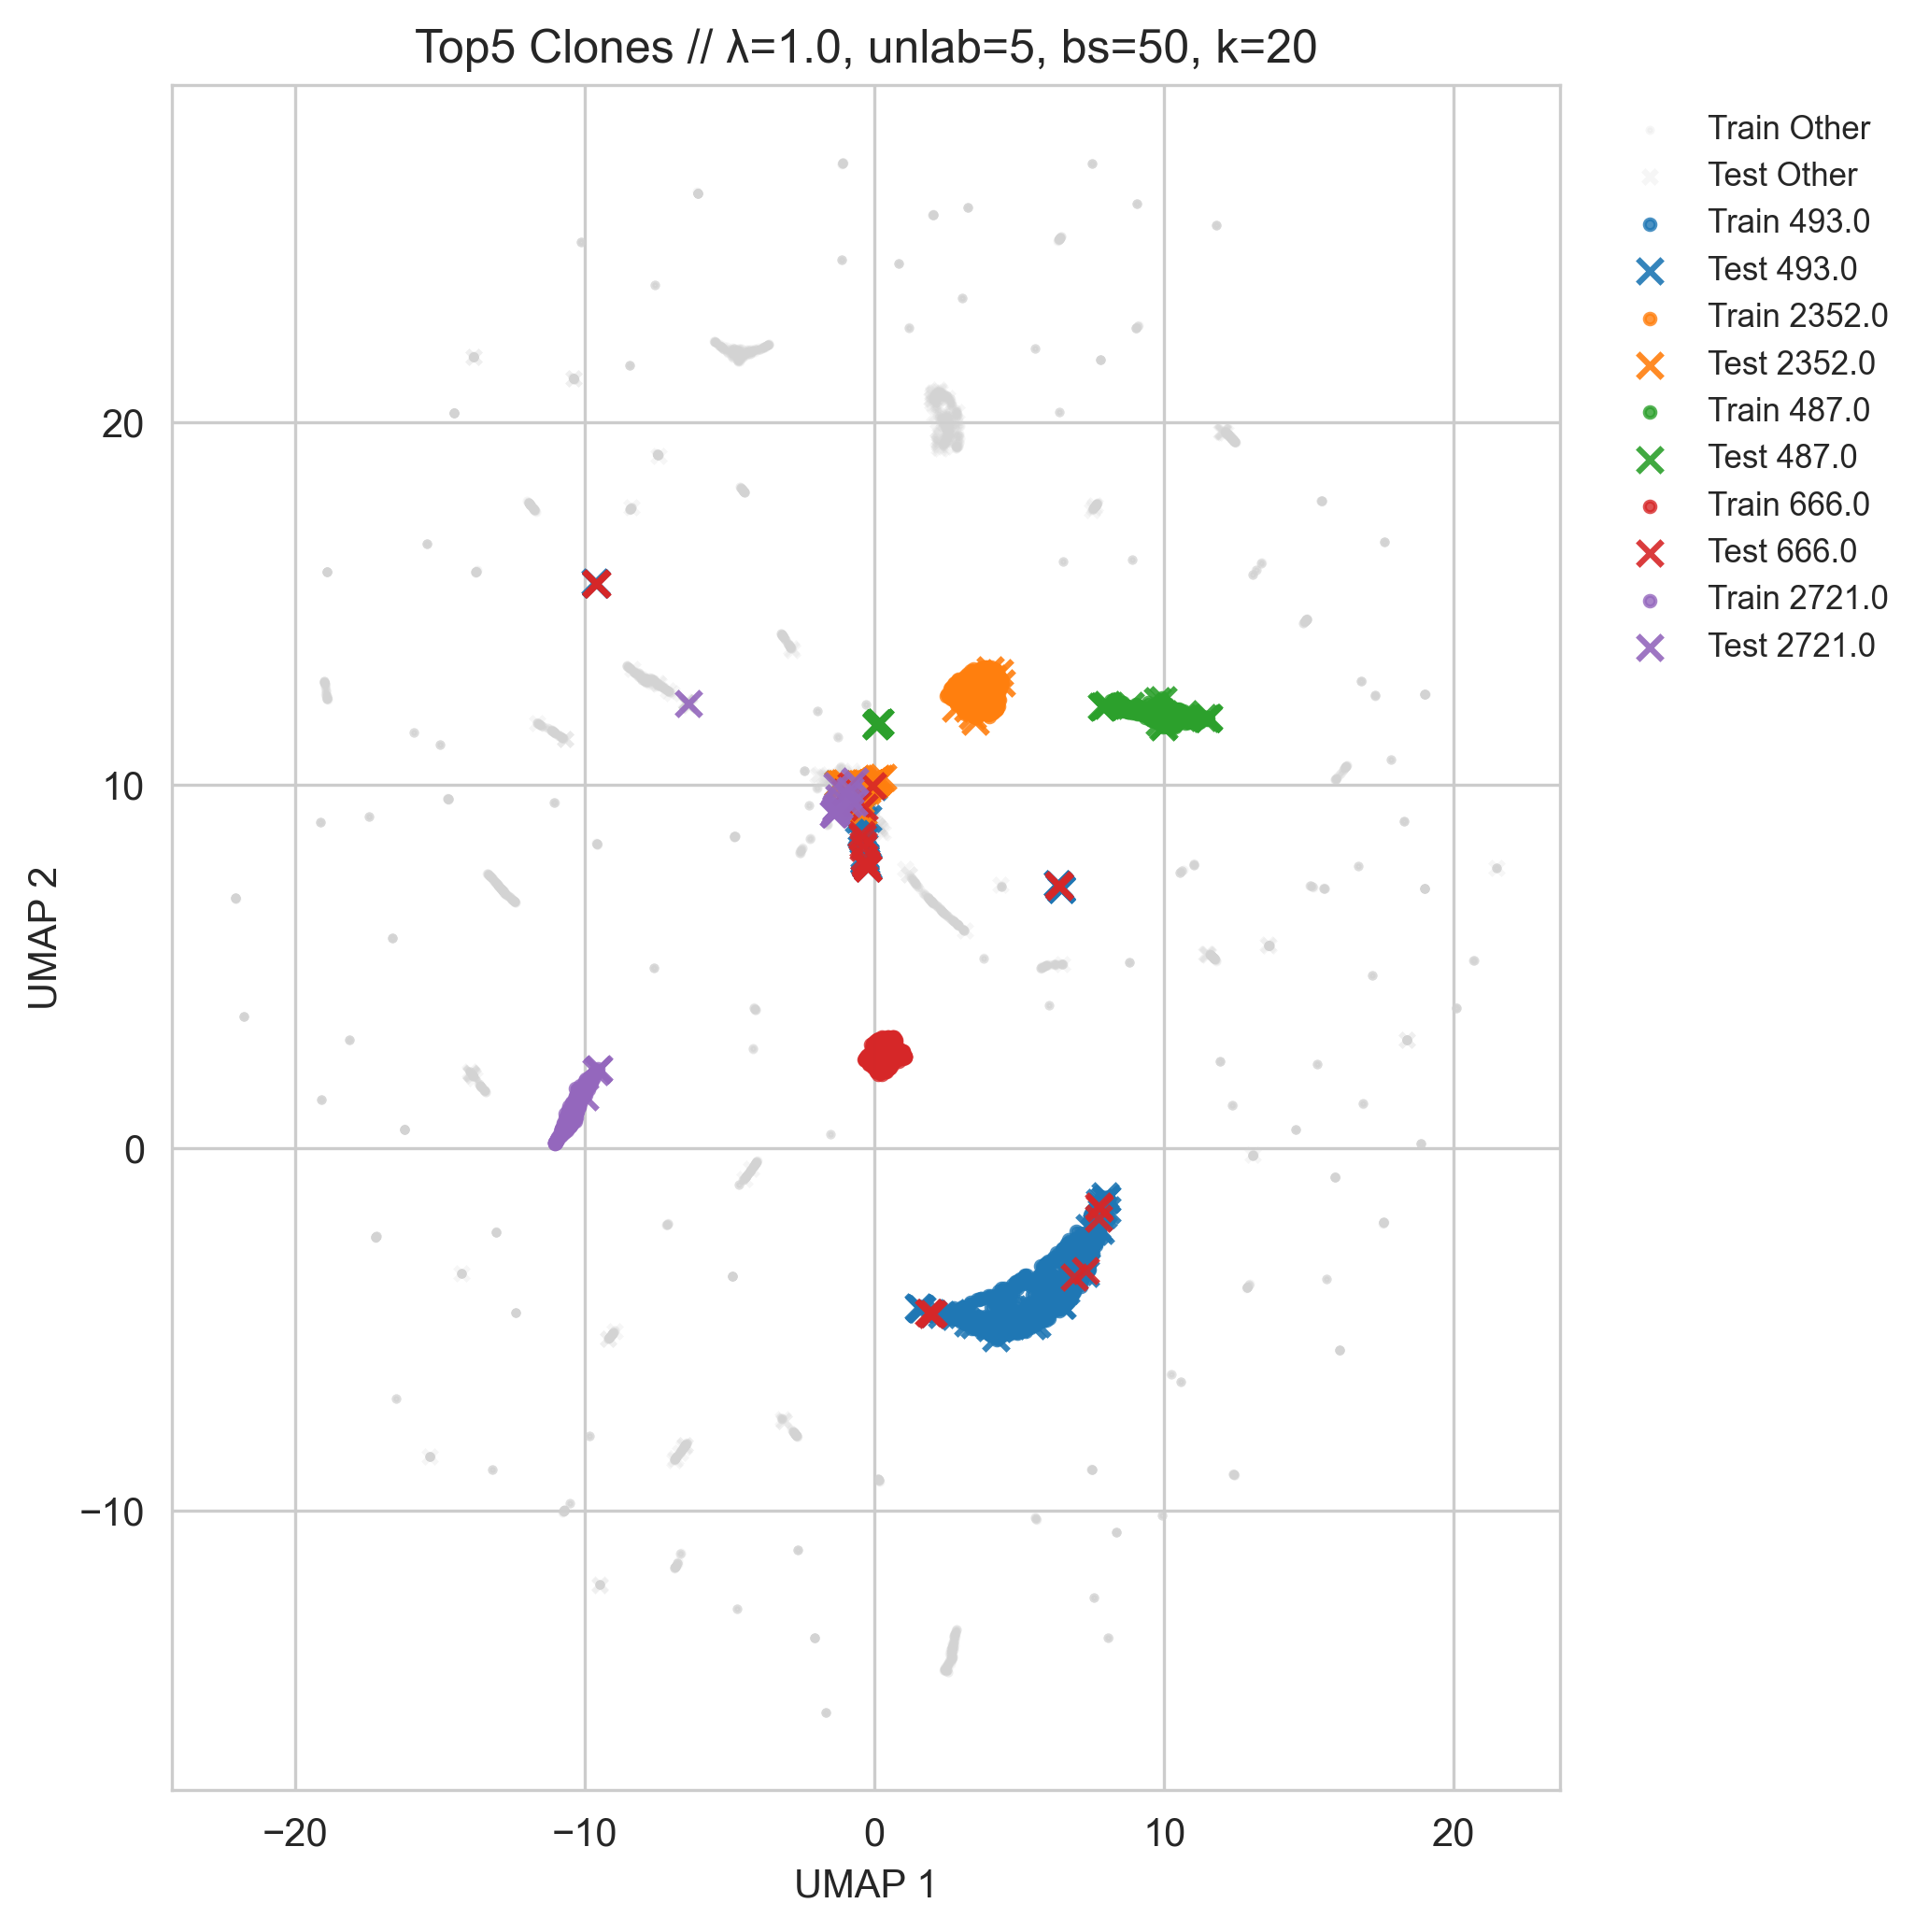 Top5 Clones // λ=1.0, unlab=5, bs=50, k=20
Train Other
Test Other
Train 493.0
Test 493.0
Train 2352.0
Test 2352.0
Train 487.0
Test 487.0
Train 666.0
Test 666.0
Train 2721.0
Test 2721.0
20
10
0
−10
UMAP 2
−20
−10
0
10
20
UMAP 1